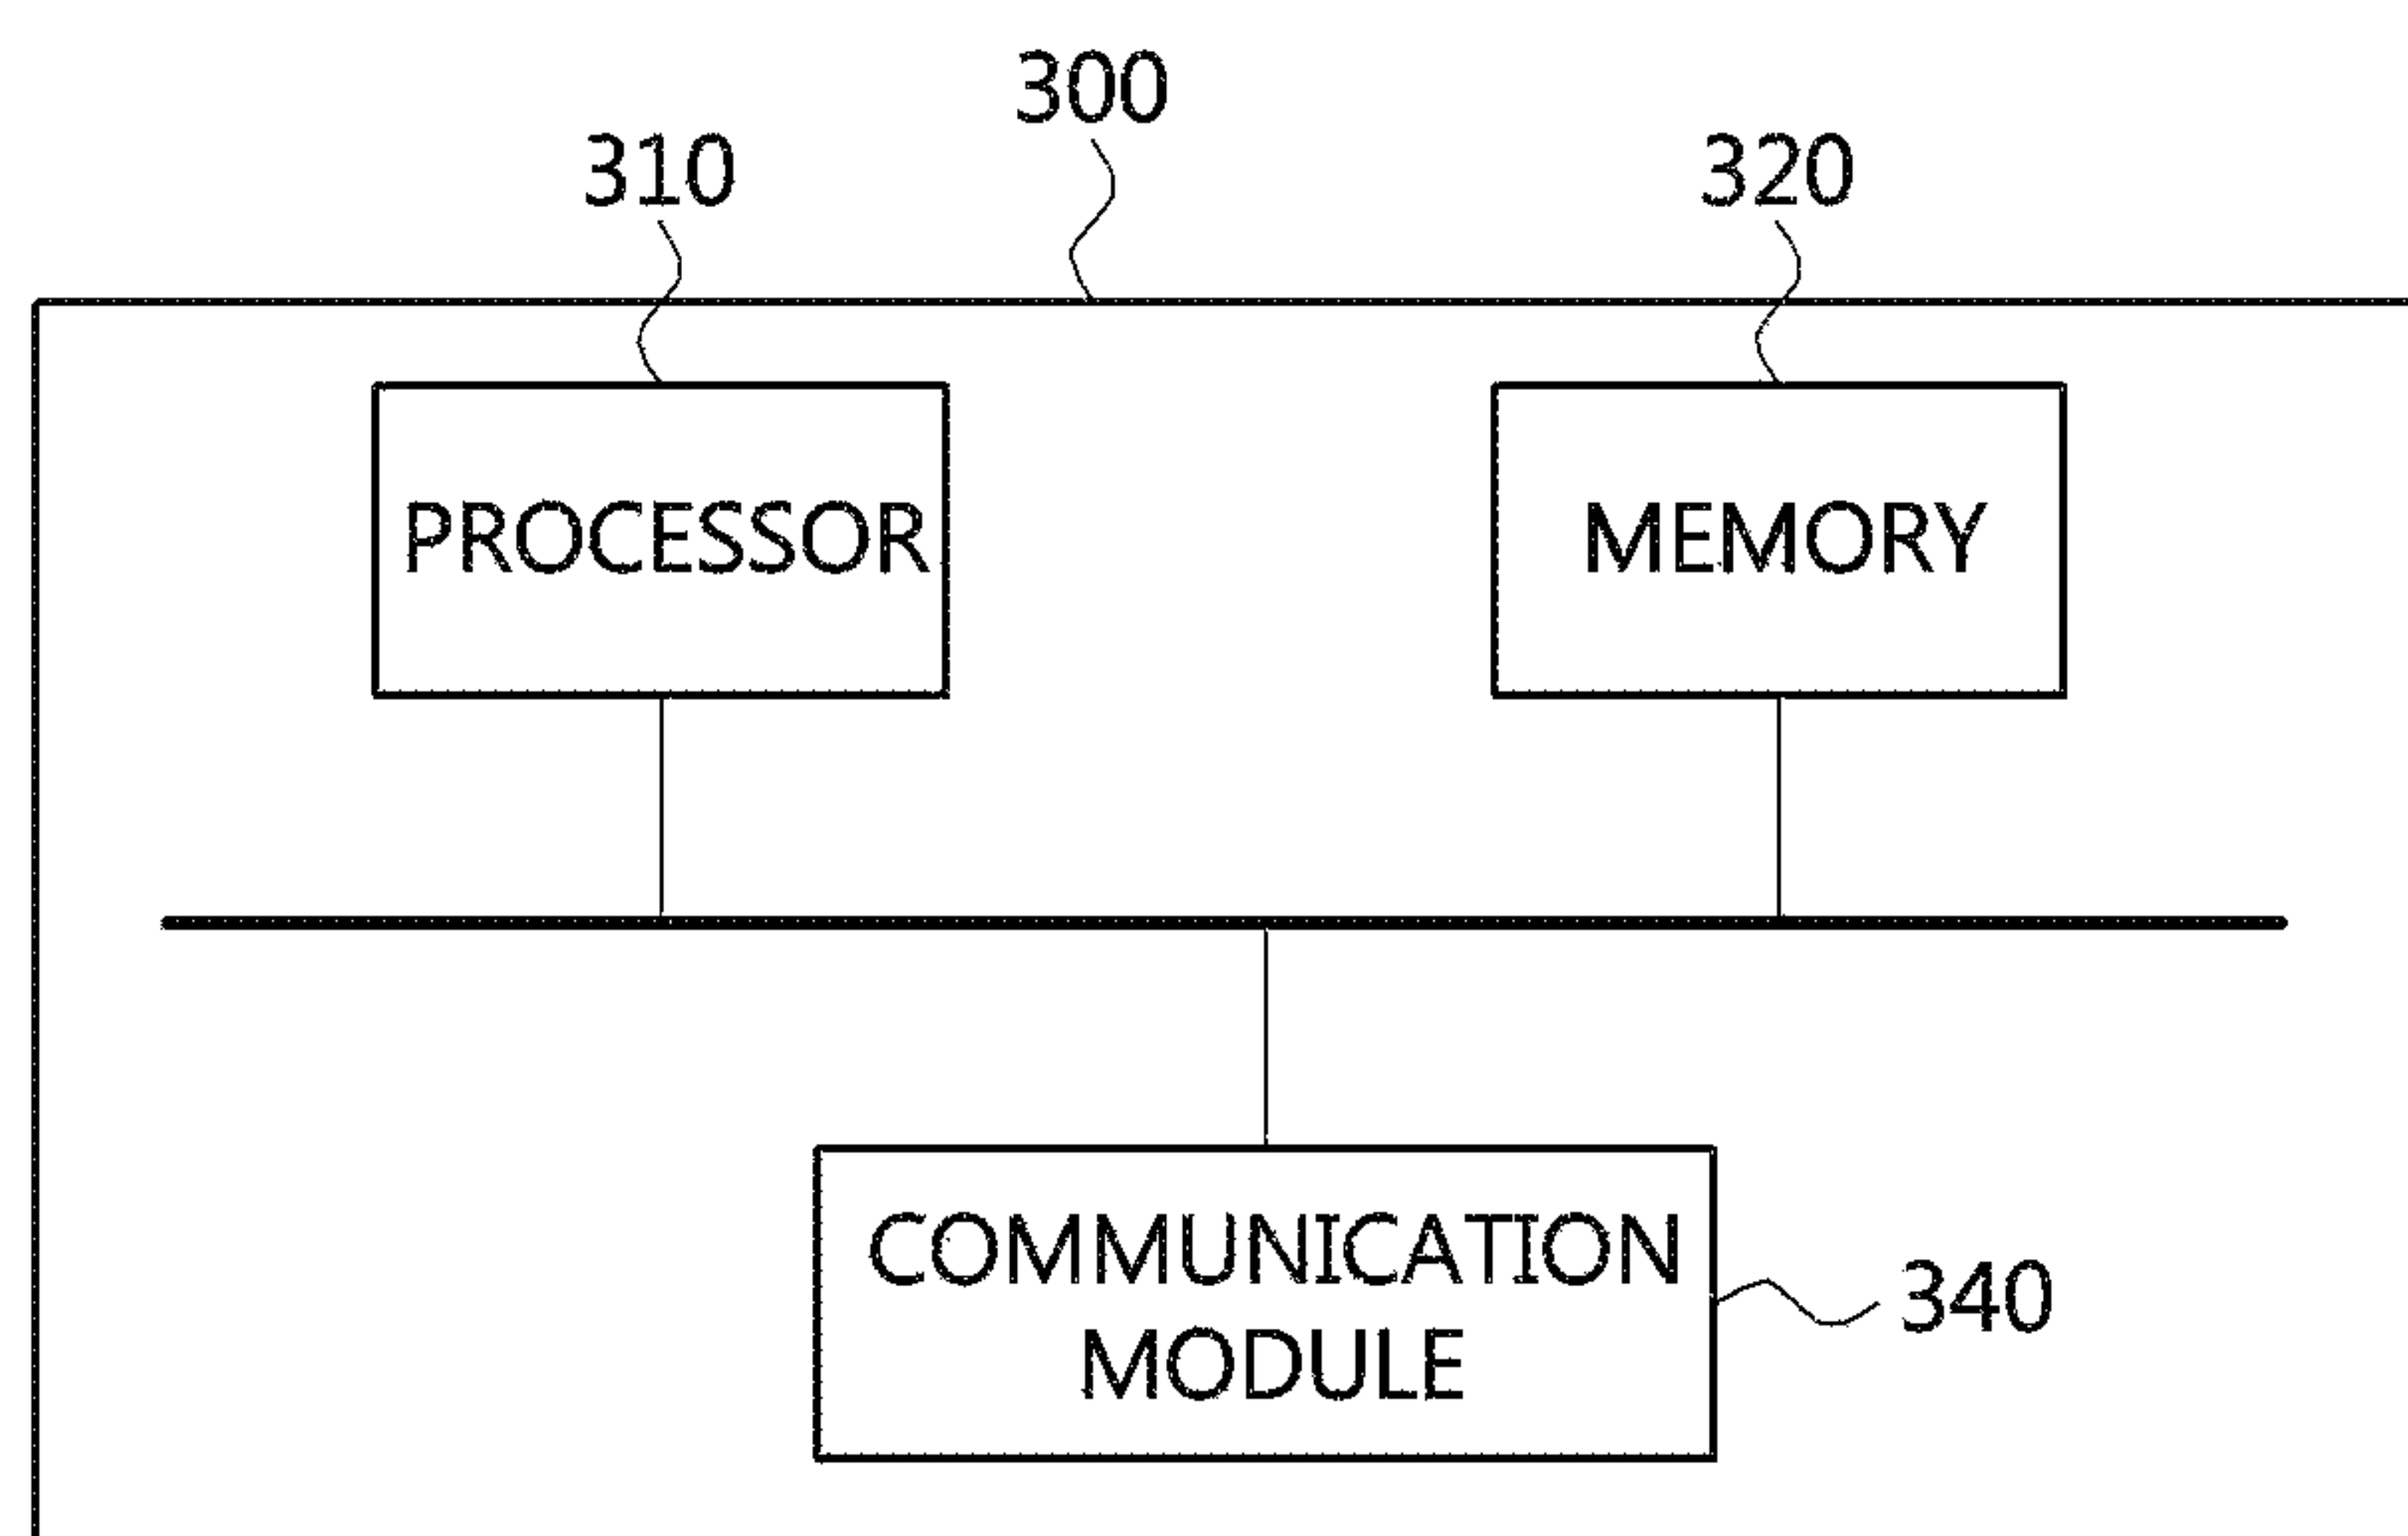 300
310
320
PROCESSOR
MEMORY
COMMUNICATION
MODULE
340